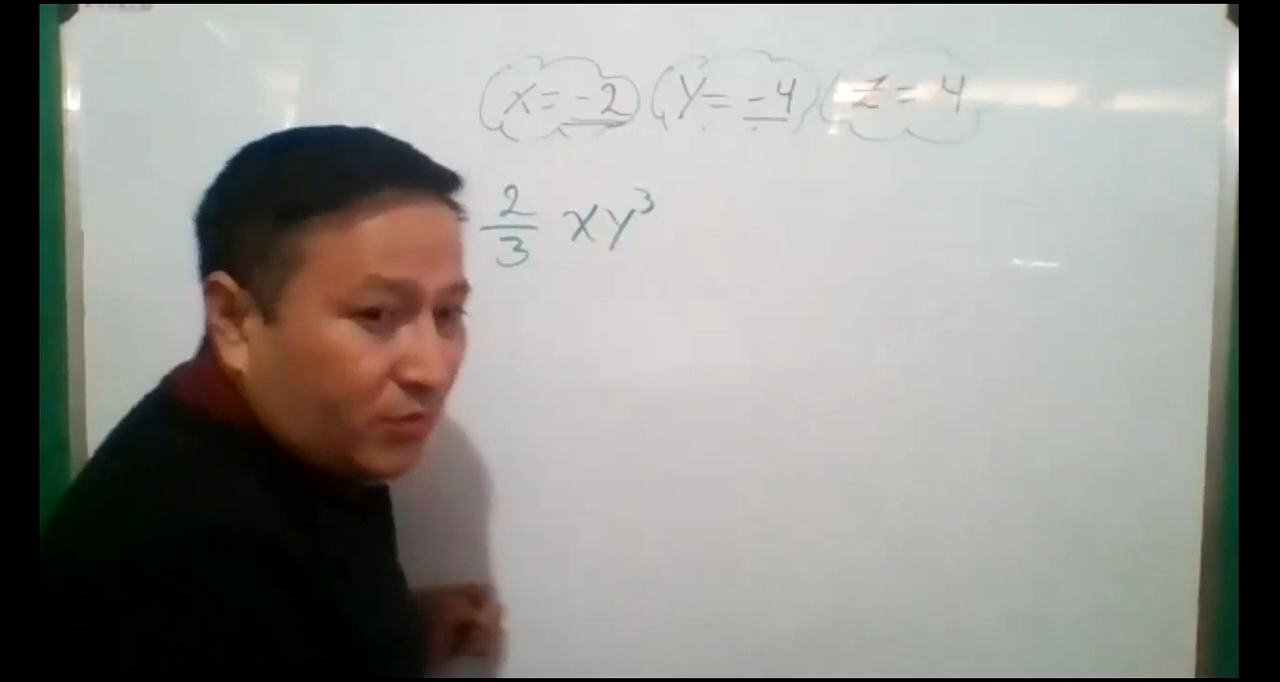 x = -2 y = -4 z = 4
2/3 xy³